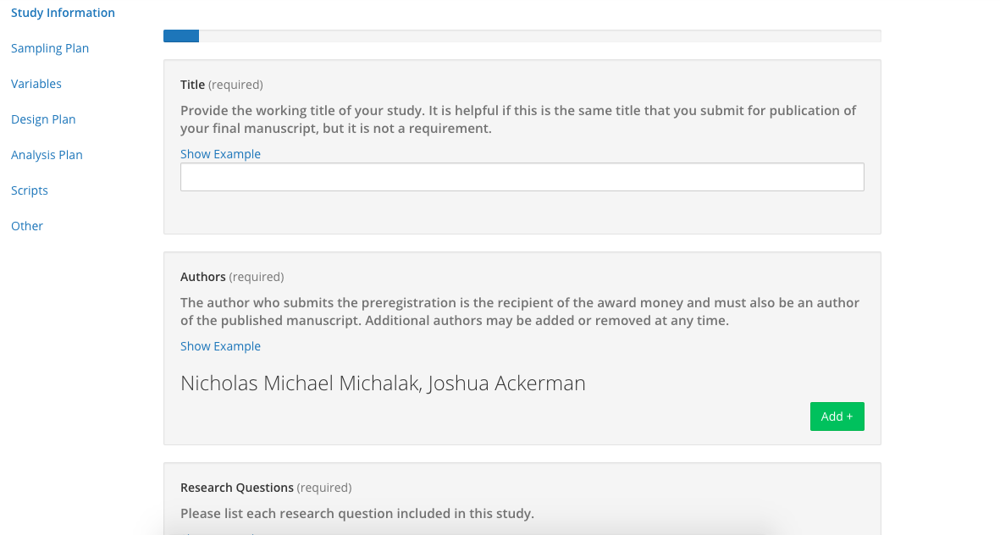 Study Information
Sampling Plan
Variables
Design Plan
Analysis Plan
Scripts
Other
Title (required)
Provide the working title of your study. It is helpful if this is the same title that you submit for publication of
your final manuscript, but it is not a requirement.
Show Example
Authors (required)
The author who submits the preregistration is the recipient of the award money and must also be an author
of the published manuscript. Additional authors may be added or removed at any time.
Show Example
Nicholas Michael Michalak, Joshua Ackerman
Add +
Research Questions (required)
Please list each research question included in this study.